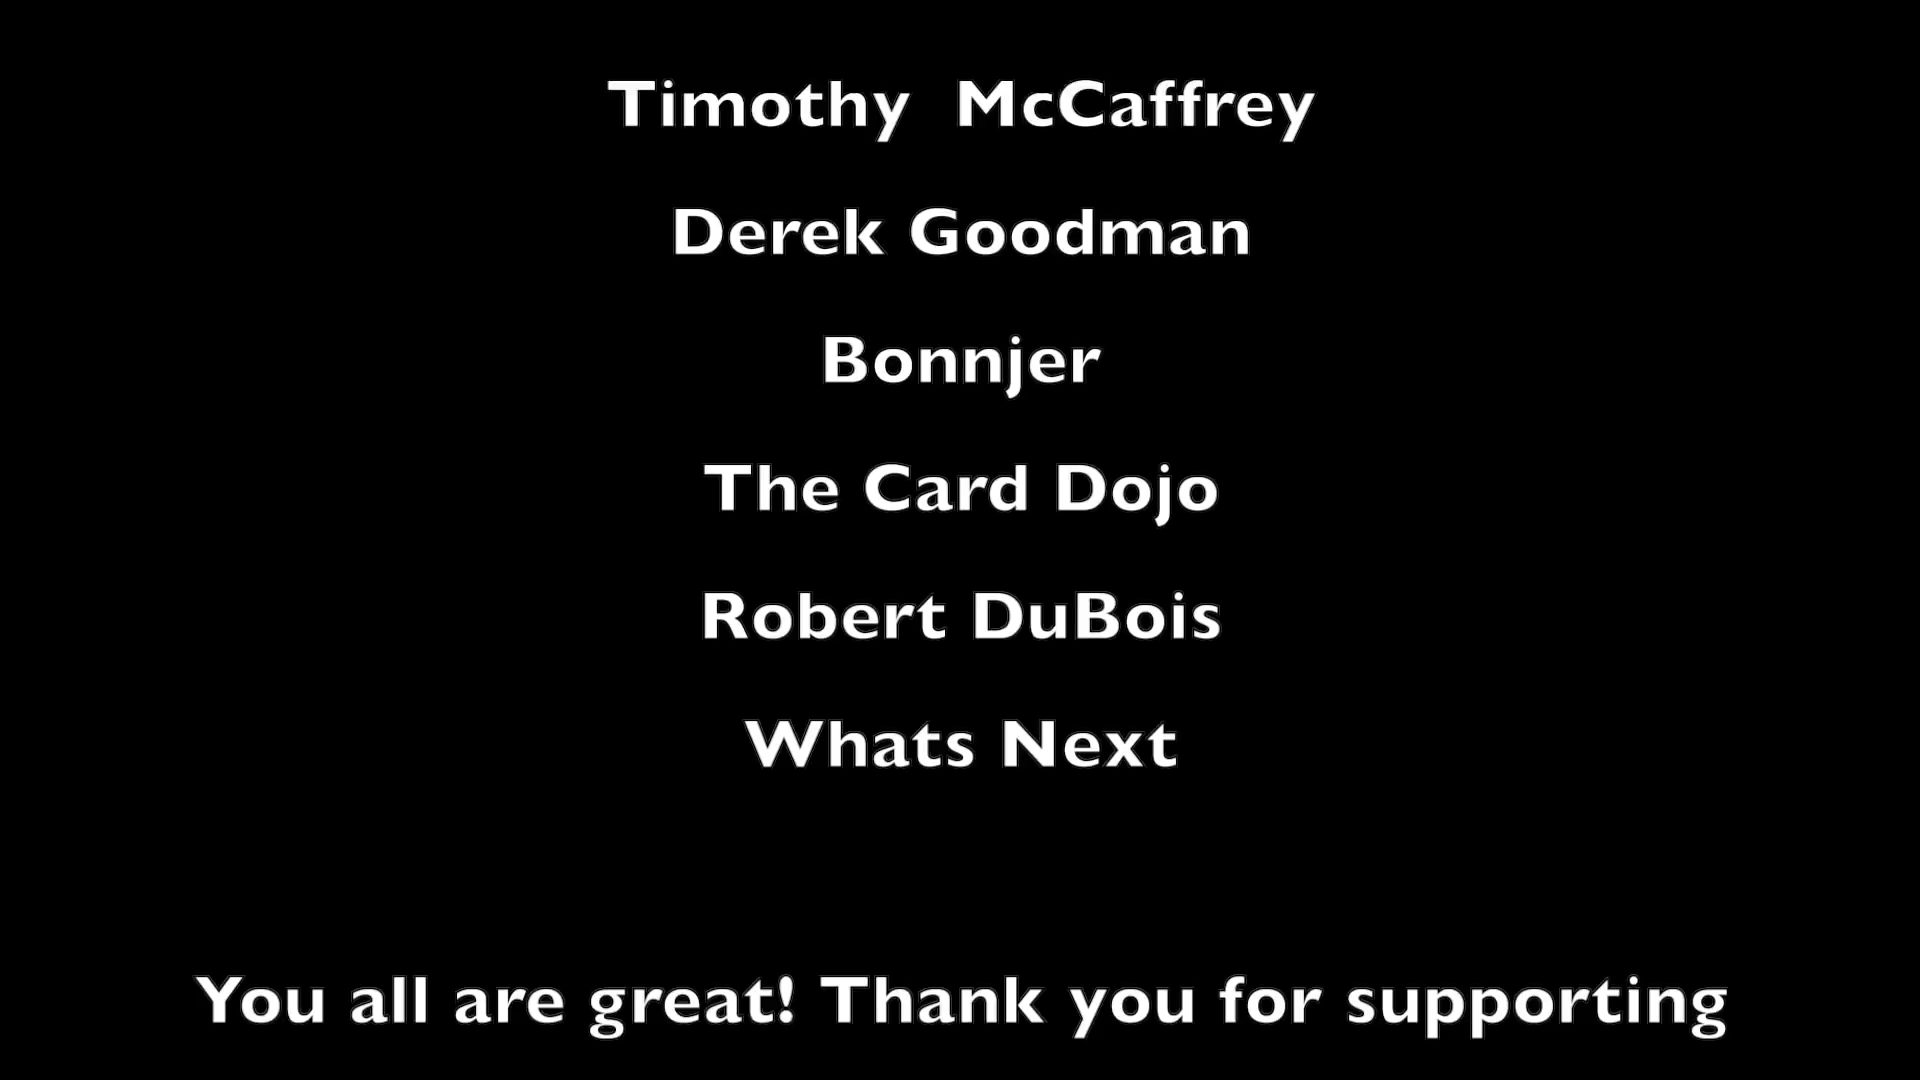 Timothy  McCaffrey
Derek Goodman
Bonnjer
The Card Dojo
Robert DuBois
Whats Next
You all are great! Thank you for supporting